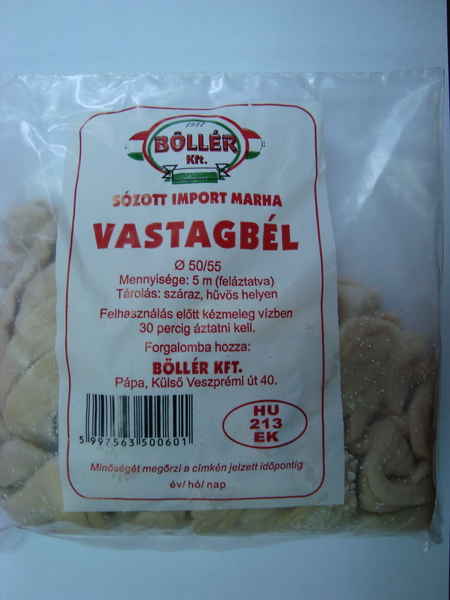 1991
BÖLLÉR
Kft.
SÓZOTT IMPORT MARHA
VASTAGBÉL
Ø 50/55
Mennyisége: 5 m (feláztatva)
Tárolás: száraz, hűvös helyen
Felhasználás előtt kézmeleg vízben
30 percig áztatni kell.
Forgalomba hozza:
BÖLLÉR KFT.
Pápa, Külső Veszprémi út 40.
5 997563 500601
HU
213
EK
Minőségét megőrzi a címkén jelzett időpontig
év/ hó/ nap